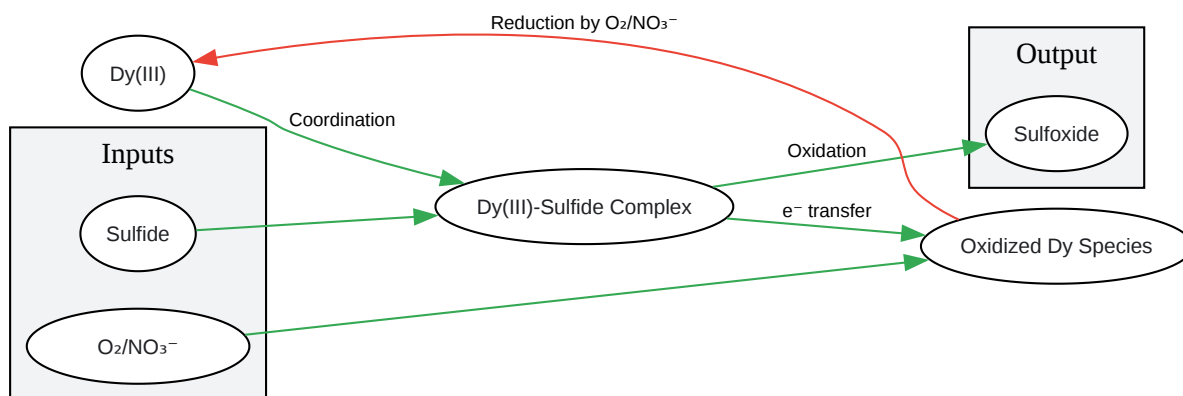 Reduction by O₂/NO₃⁻
Dy(III)
Output
Coordination
Sulfoxide
Inputs
Oxidation
Dy(III)-Sulfide Complex
e⁻ transfer
Sulfide
Oxidized Dy Species
O₂/NO₃⁻